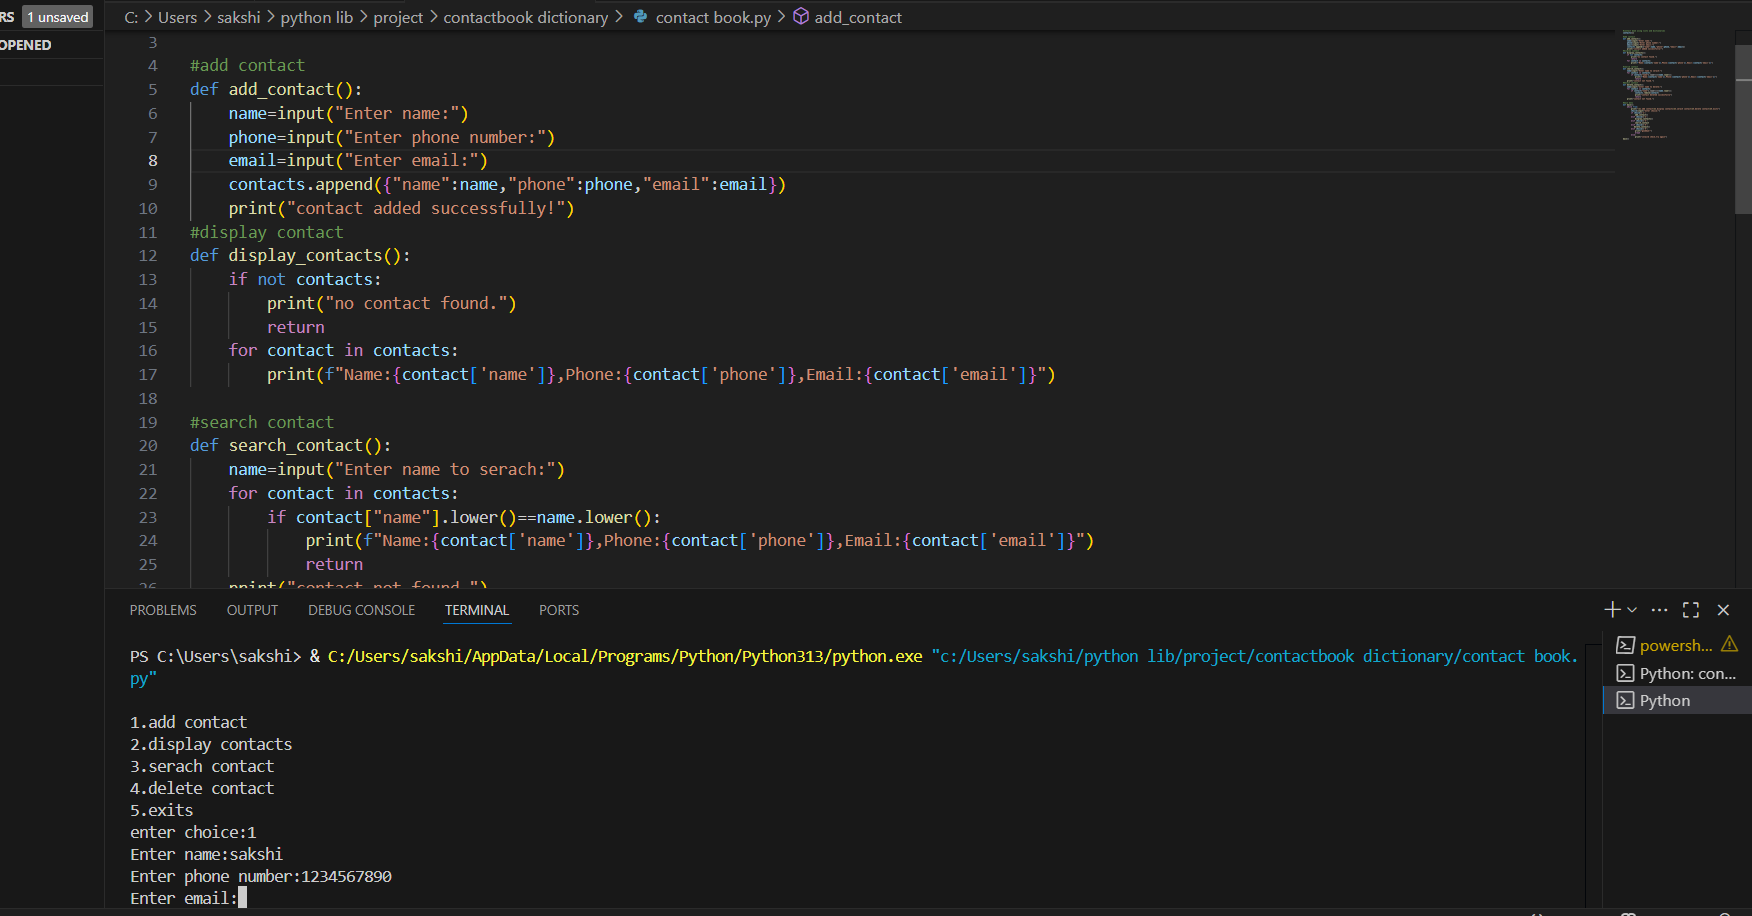 RS 1 unsaved
OPENED
C: > Users > sakshi > python lib > project > contactbook dictionary > contact book.py > add_contact
3
4 #add contact
5 def add_contact():
6 name=input("Enter name:")
7 phone=input("Enter phone number:")
8 email=input("Enter email:")
9 contacts.append({"name":name,"phone":phone,"email":email})
10 print("contact added successfully!")
11 #display contact
12 def display_contacts():
13 if not contacts:
14 print("no contact found.")
15 return
16 for contact in contacts:
17 print(f"Name:{contact['name']},Phone:{contact['phone']},Email:{contact['email']}")
18
19 #search contact
20 def search_contact():
21 name=input("Enter name to serach:")
22 for contact in contacts:
23 if contact["name"].lower()==name.lower():
24 print(f"Name:{contact['name']},Phone:{contact['phone']},Email:{contact['email']}")
25 return
26 print("contact not found.")
PROBLEMS OUTPUT DEBUG CONSOLE TERMINAL PORTS
PS C:\Users\sakshi> & C:/Users/sakshi/AppData/Local/Programs/Python/Python313/python.exe "c:/Users/sakshi/python lib/project/contactbook dictionary/contact book.
py"
1.add contact
2.display contacts
3.serach contact
4.delete contact
5.exits
enter choice:1
Enter name:sakshi
Enter phone number:1234567890
Enter email:
powersh...
Python: con...
Python